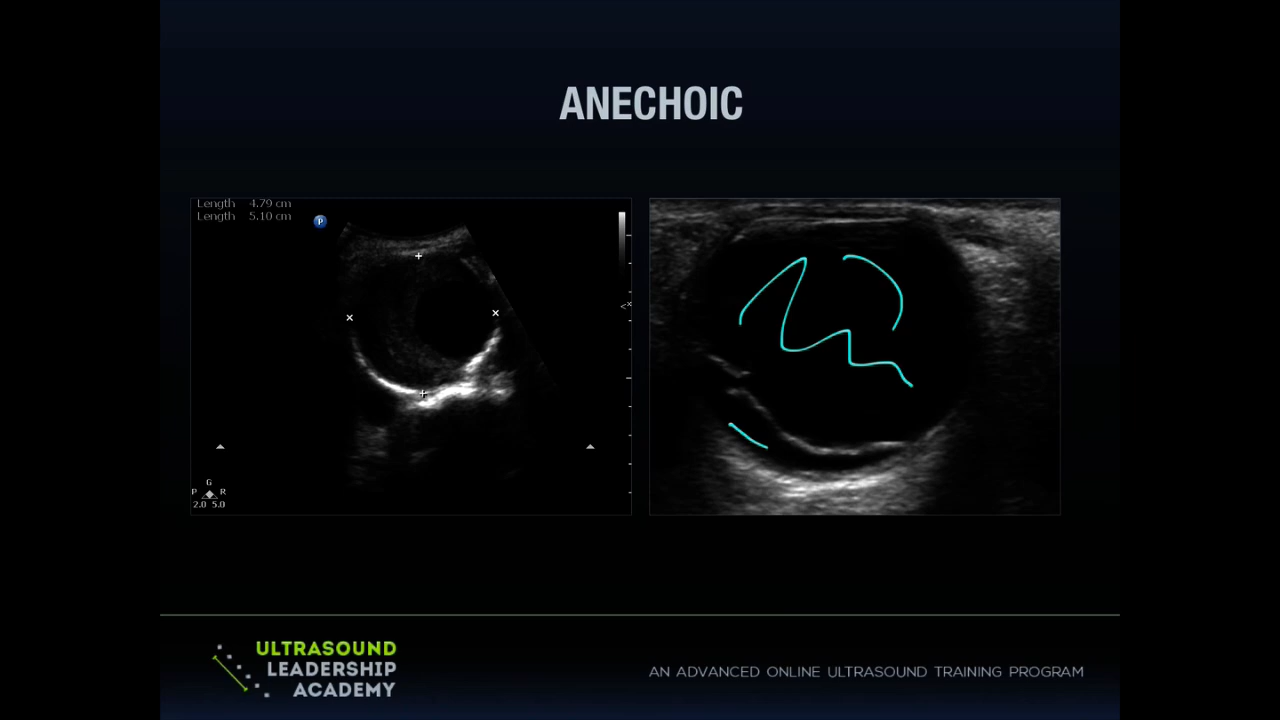 ANECHOIC
Length 4.79 cm
Length 5.10 cm
P
G
P R
2.0 5.0
ULTRASOUND
LEADERSHIP
ACADEMY
AN ADVANCED ONLINE ULTRASOUND TRAINING PROGRAM